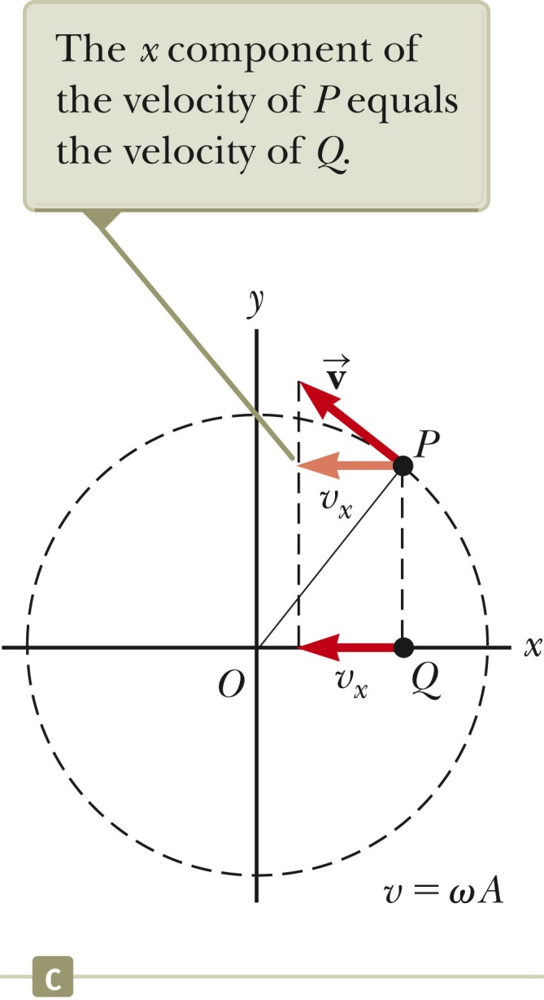 The x component of
the velocity of P equals
the velocity of Q.
y
v⃗
P
vₓ
x
O
vₓ
Q
v = ωA
C